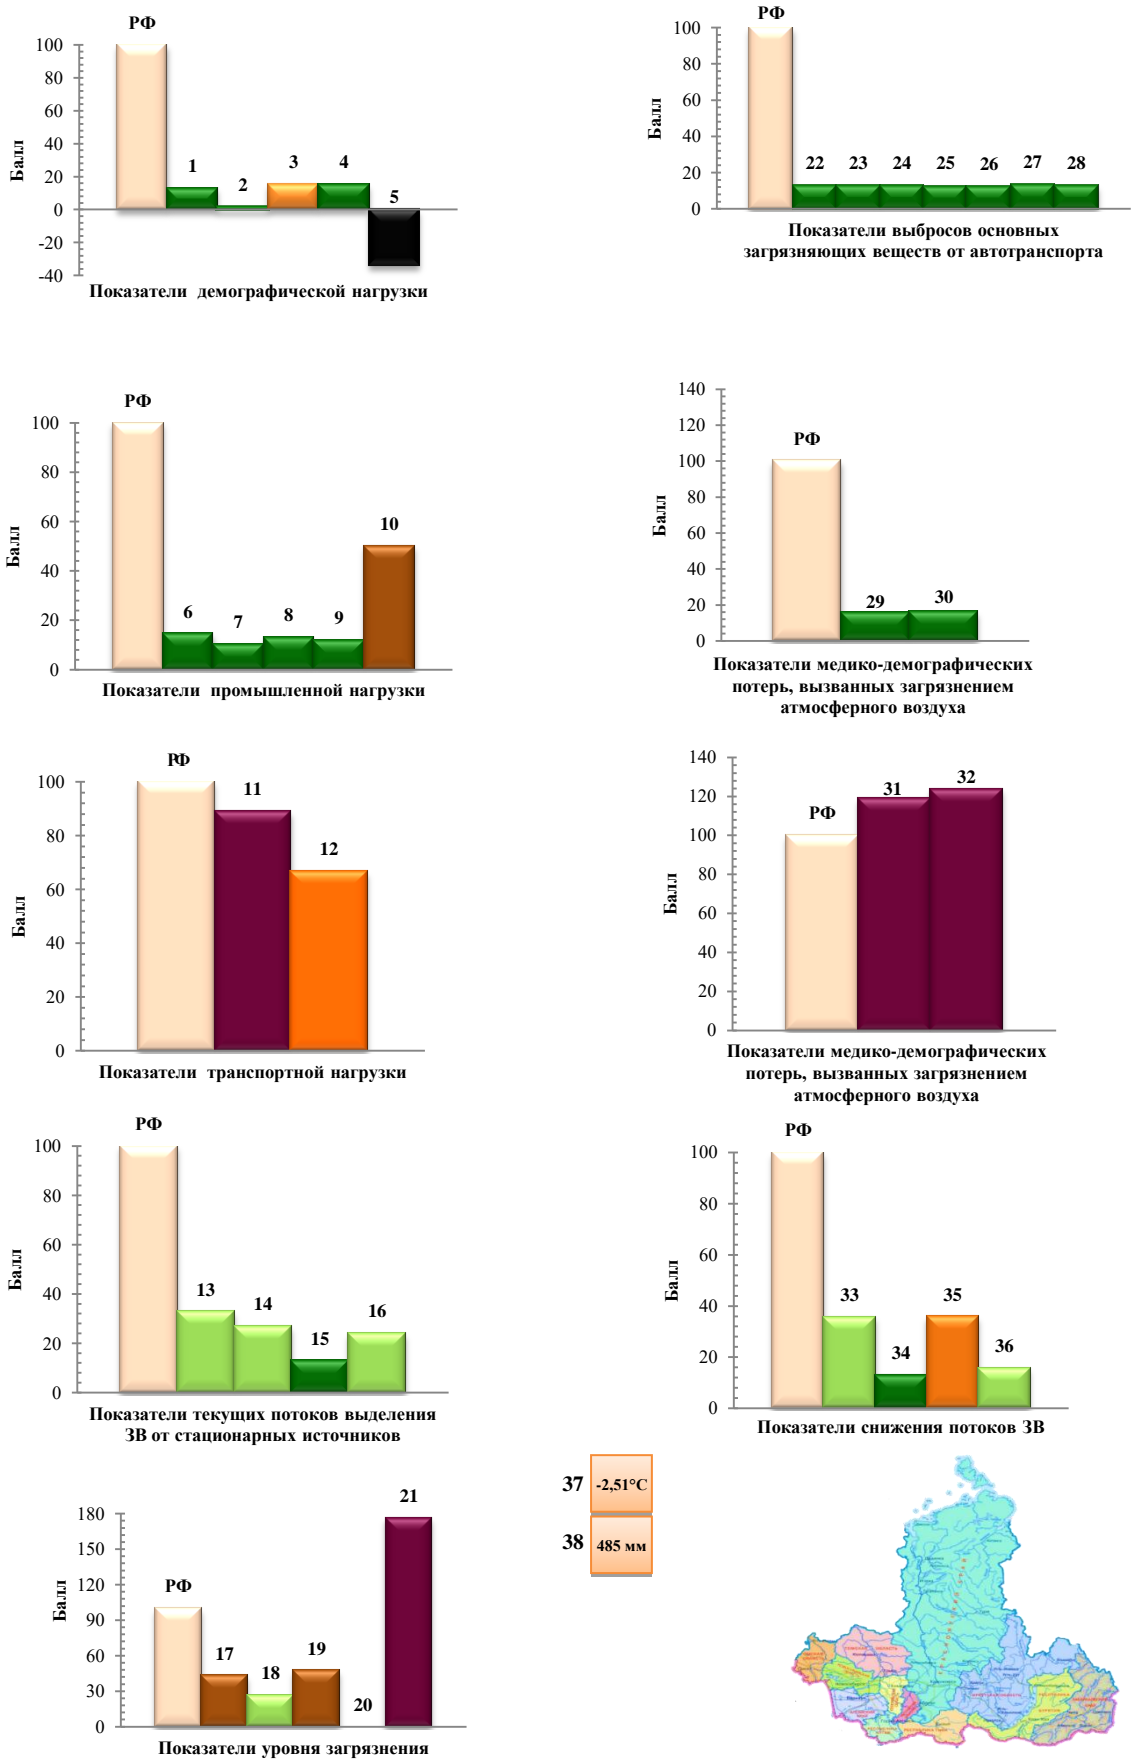 РФ
100
80
60
40
20
0
-20
-40
Балл
1
2
3
4
5
Показатели демографической нагрузки
РФ
100
80
60
40
20
0
Балл
22 23 24 25 26 27 28
Показатели выбросов основных
загрязняющих веществ от автотранспорта
РФ
100
80
60
40
20
0
Балл
6
7
8
9
10
Показатели промышленной нагрузки
140
120
100
80
60
40
20
0
Балл
РФ
29
30
Показатели медико-демографических
потерь, вызванных загрязнением
атмосферного воздуха
РФ
100
80
60
40
20
0
Балл
11
12
Показатели транспортной нагрузки
140
120
100
80
60
40
20
0
Балл
РФ
31
32
Показатели медико-демографических
потерь, вызванных загрязнением
атмосферного воздуха
РФ
100
80
60
40
20
0
Балл
13
14
15
16
Показатели текущих потоков выделения
ЗВ от стационарных источников
РФ
100
80
60
40
20
0
Балл
33
34
35
36
Показатели снижения потоков ЗВ
180
150
120
90
60
30
0
Балл
РФ
17
18
19
20
21
Показатели уровня загрязнения
37 -2,51°С
38 485 мм